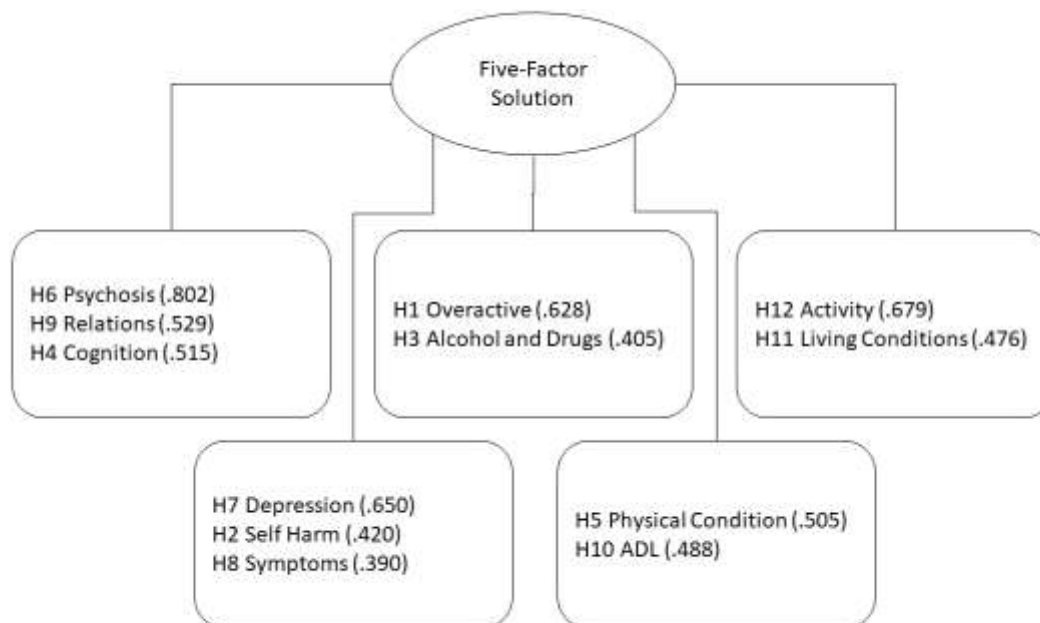 Five-Factor
Solution
H6 Psychosis (.802)
H9 Relations (.529)
H4 Cognition (.515)
H1 Overactive (.628)
H3 Alcohol and Drugs (.405)
H12 Activity (.679)
H11 Living Conditions (.476)
H7 Depression (.650)
H2 Self Harm (.420)
H8 Symptoms (.390)
H5 Physical Condition (.505)
H10 ADL (.488)